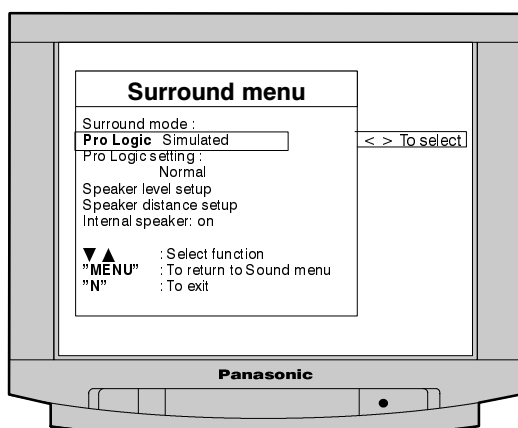 Surround menu
Surround mode :
Pro Logic Simulated
< > To select
Pro Logic setting :
Normal
Speaker level setup
Speaker distance setup
Internal speaker: on
▼ ▲ : Select function
"MENU" : To return to Sound menu
"N" : To exit
Panasonic